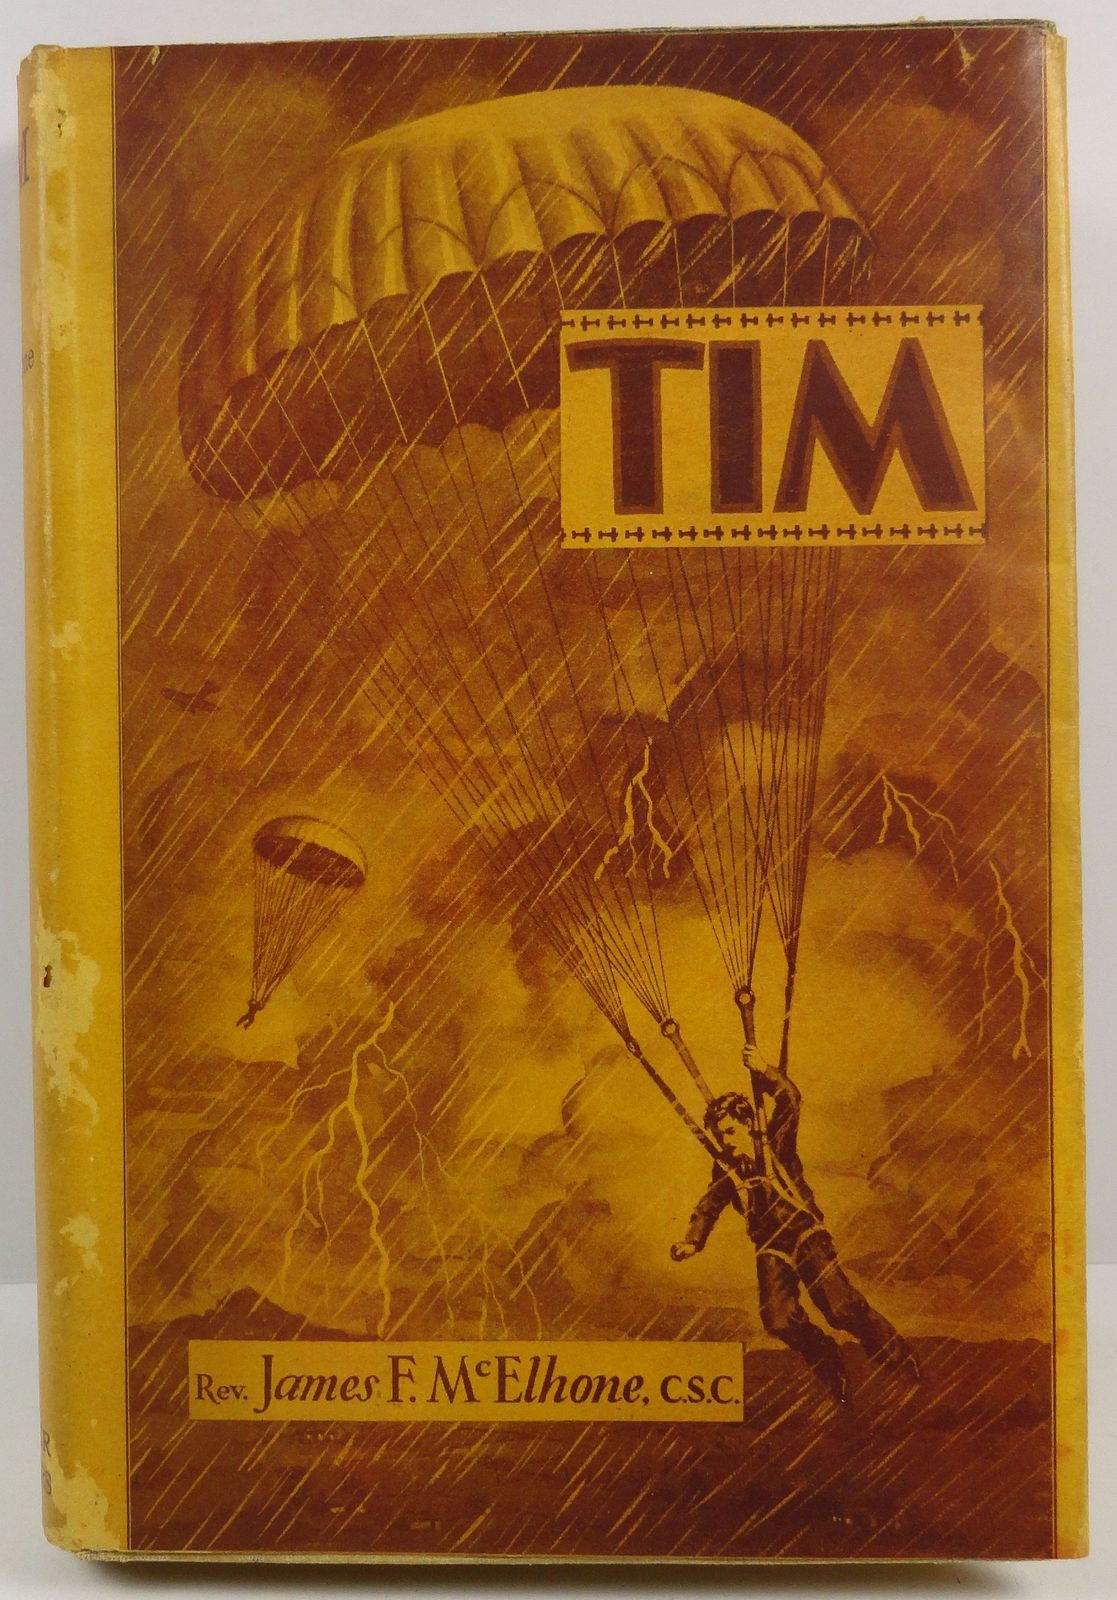 TIM
Rev. James F. McElhone, C.S.C.